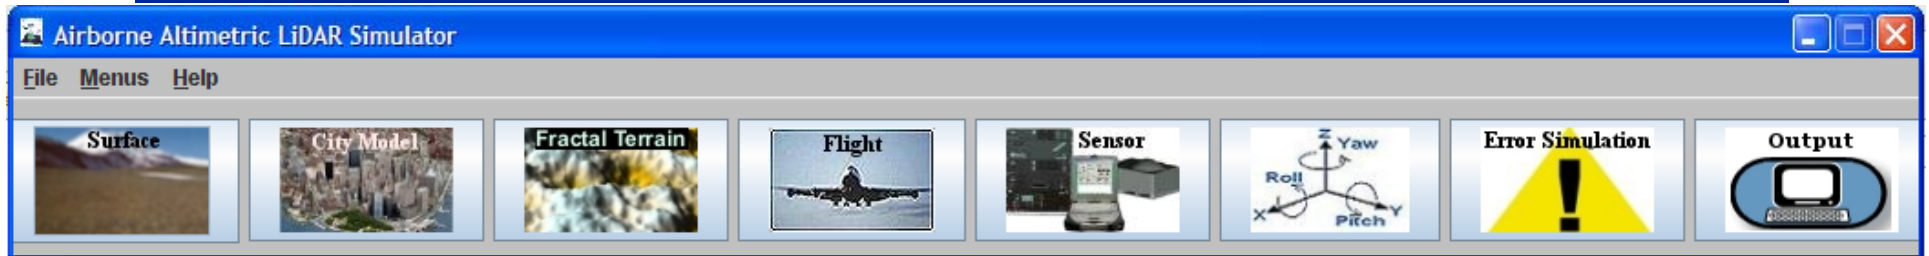 Airborne Altimetric LiDAR Simulator
File Menus Help
Surface
City Model
Fractal Terrain
Flight
Sensor
Z Yaw
Roll
X Pitch Y
Error Simulation
!
Output